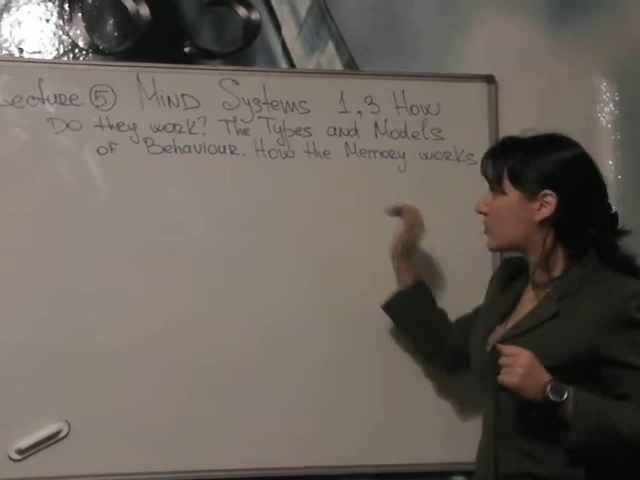 Lecture 5 Mind Systems 1,3 How
Do they work? The Types and Models
of Behaviour. How the Memory works